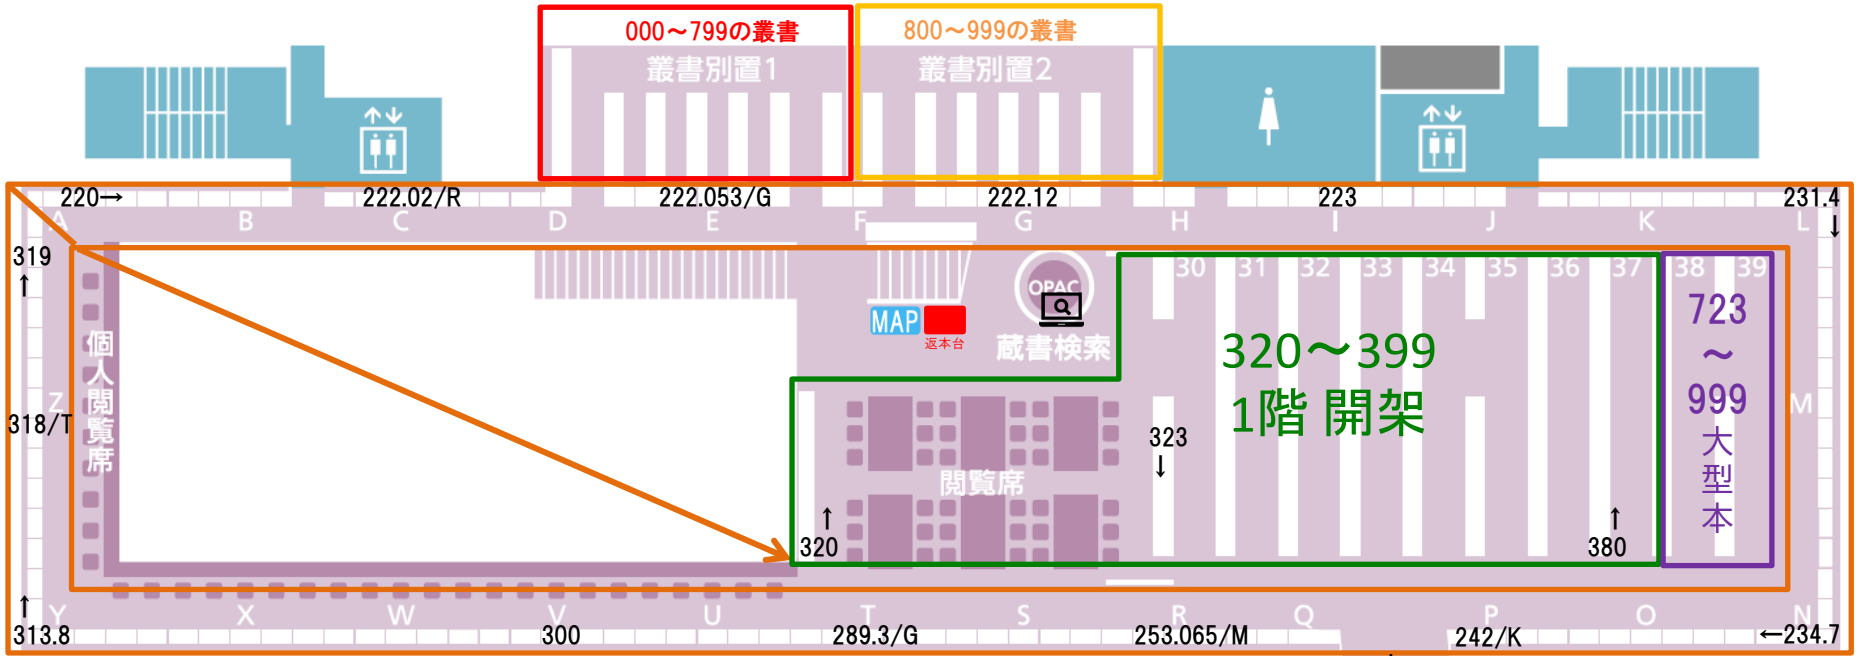 000～799の叢書
800～999の叢書
叢書別置1
叢書別置2
220→
222.02/R
222.053/G
222.12
223
231.4
A
B
C
D
E
F
G
H
I
J
K
L
319
30
31
32
33
34
35
36
37
38
39
OPAC
MAP
返本台
蔵書検索
個人閲覧席
320～399
1階 開架
723
～
999
大型本
Z
M
318/T
323
閲覧席
320
380
Y
X
W
V
U
T
S
R
Q
P
O
N
313.8
300
289.3/G
253.065/M
242/K
←234.7